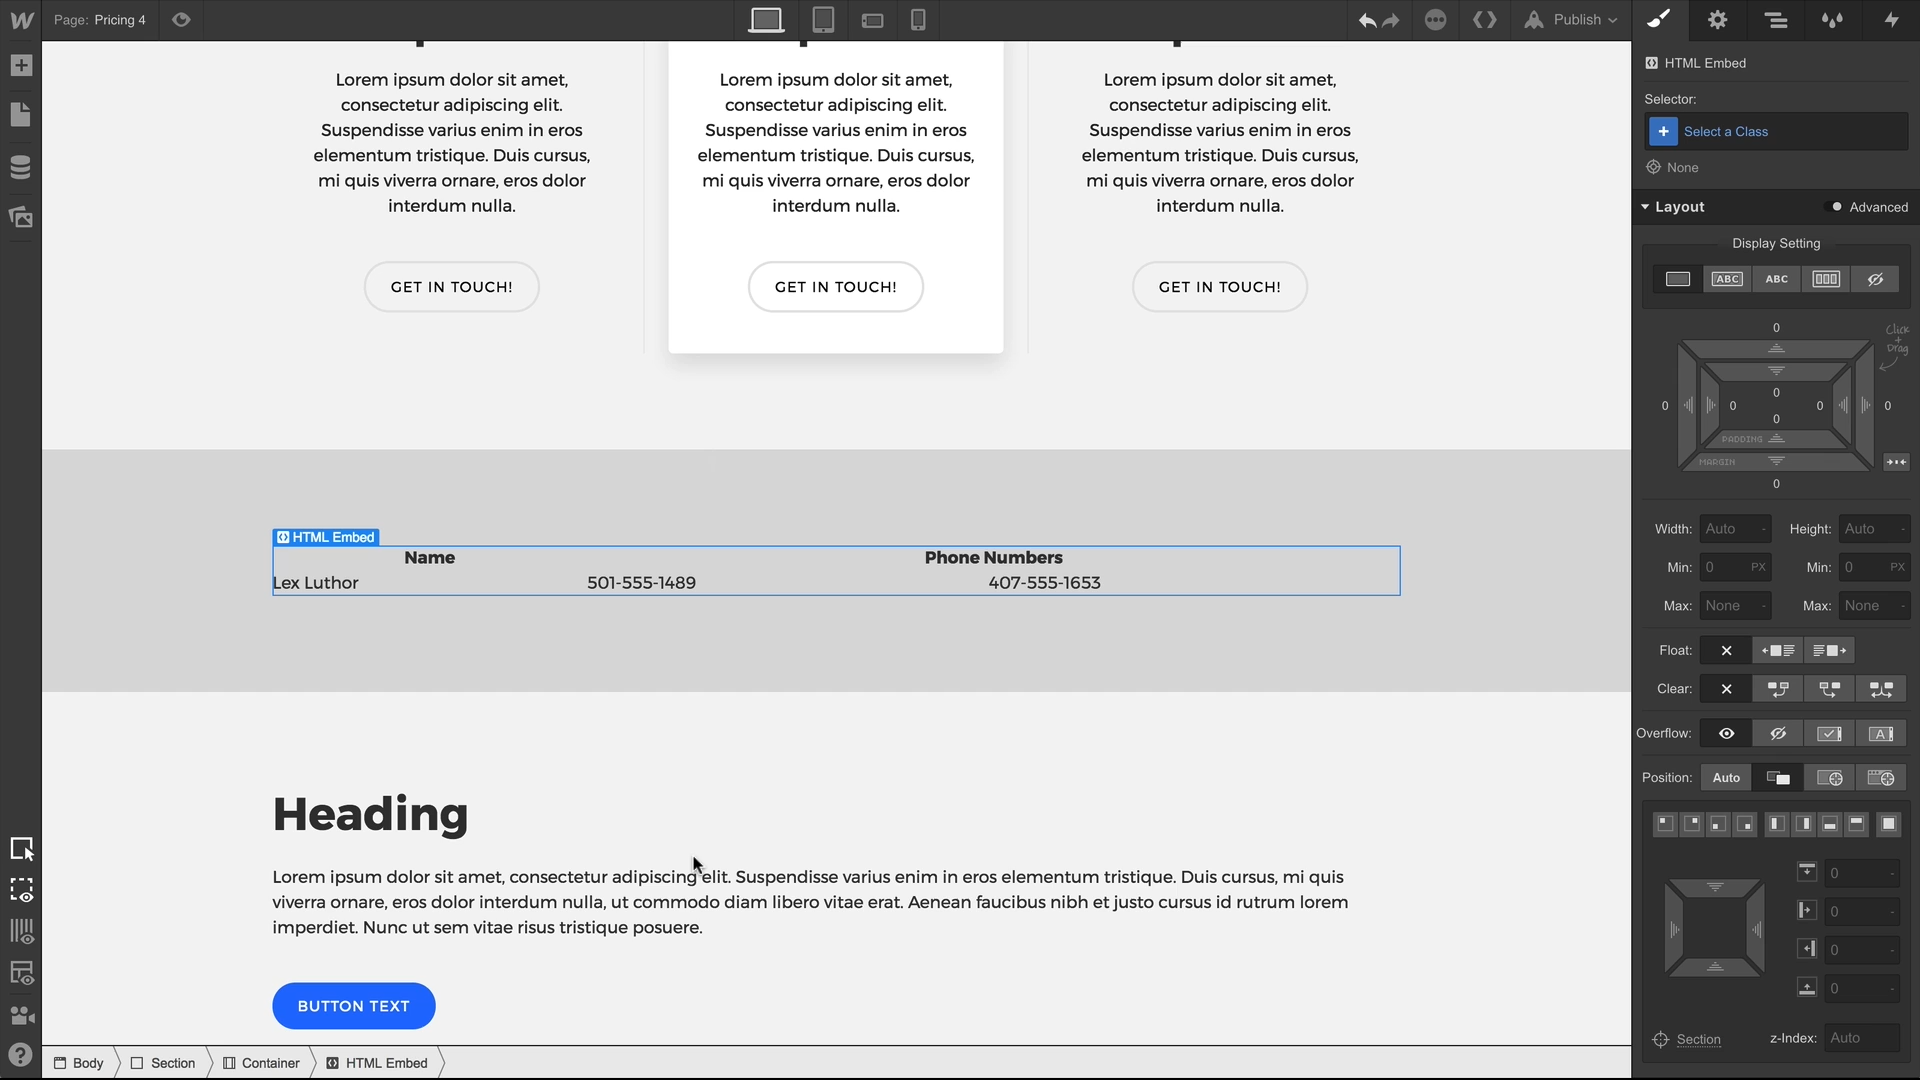 Page: Pricing 4
Publish
Lorem ipsum dolor sit amet,
consectetur adipiscing elit.
Suspendisse varius enim in eros
elementum tristique. Duis cursus,
mi quis viverra ornare, eros dolor
interdum nulla.
GET IN TOUCH!
Lorem ipsum dolor sit amet,
consectetur adipiscing elit.
Suspendisse varius enim in eros
elementum tristique. Duis cursus,
mi quis viverra ornare, eros dolor
interdum nulla.
GET IN TOUCH!
Lorem ipsum dolor sit amet,
consectetur adipiscing elit.
Suspendisse varius enim in eros
elementum tristique. Duis cursus,
mi quis viverra ornare, eros dolor
interdum nulla.
GET IN TOUCH!
HTML Embed
Name Phone Numbers
Lex Luthor 501-555-1489 407-555-1653
Heading
Lorem ipsum dolor sit amet, consectetur adipiscing elit. Suspendisse varius enim in eros elementum tristique. Duis cursus, mi quis
viverra ornare, eros dolor interdum nulla, ut commodo diam libero vitae erat. Aenean faucibus nibh et justo cursus id rutrum lorem
imperdiet. Nunc ut sem vitae risus tristique posuere.
BUTTON TEXT
Body Section Container HTML Embed
HTML Embed
Selector:
+ Select a Class
None
Layout Advanced
Display Setting
ABC ABC
0
Click
+
Drag
0
0 0 0 0
0
PADDING
MARGIN
0
Width: Auto - Height: Auto -
Min: 0 PX Min: 0 PX
Max: None - Max: None -
Float:
Clear:
Overflow: A
Position: Auto
0 -
0 -
0 -
0 -
Section z-Index: Auto